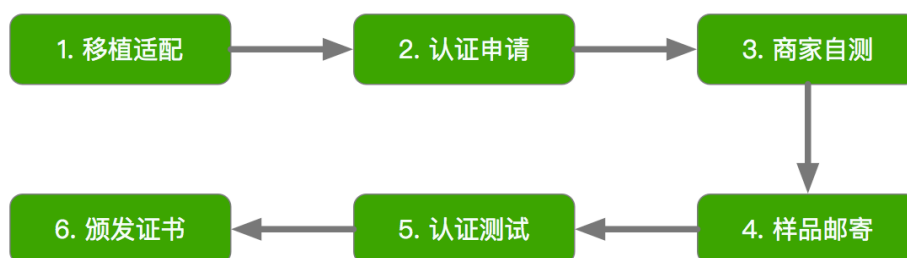 1. 移植适配
2. 认证申请
3. 商家自测
4. 样品邮寄
5. 认证测试
6. 颁发证书